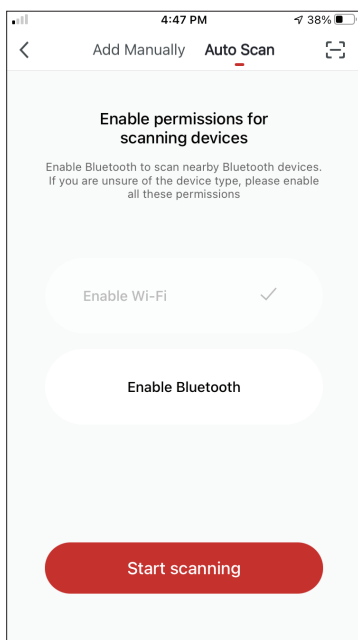 4:47 PM 38%
Add Manually Auto Scan
Enable permissions for
scanning devices
Enable Bluetooth to scan nearby Bluetooth devices.
If you are unsure of the device type, please enable
all these permissions
Enable Wi-Fi
Enable Bluetooth
Start scanning